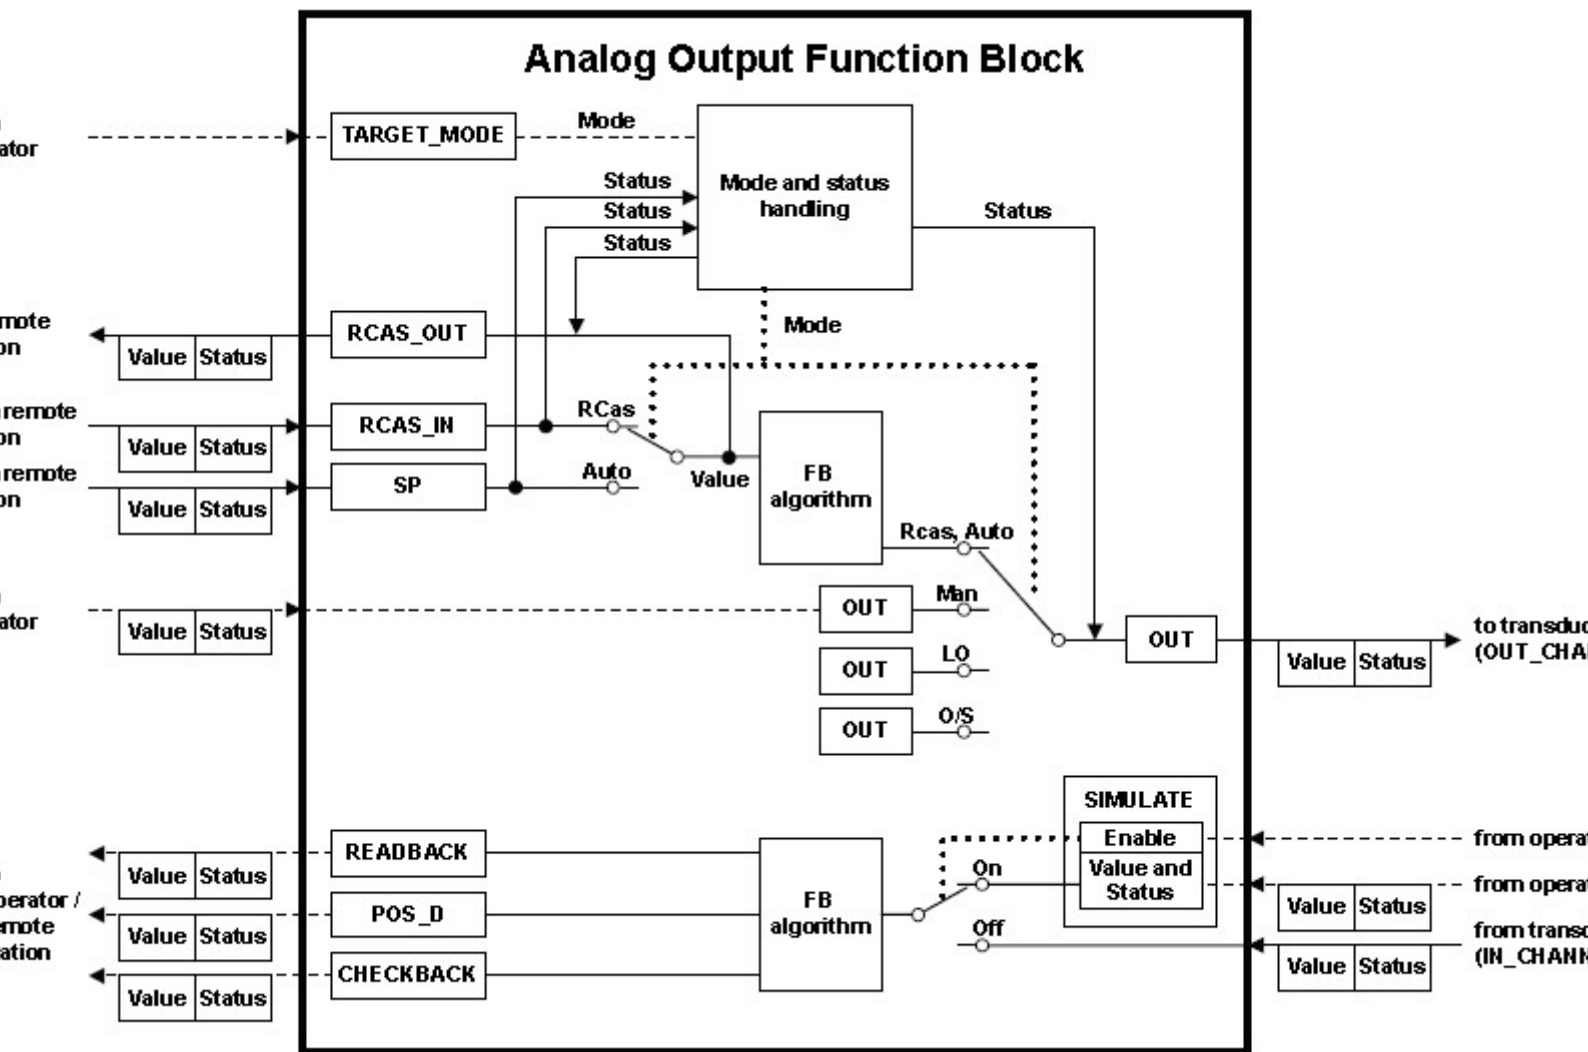 Analog Output Function Block
ator
TARGET_MODE
Mode
Status
Status
Status
Mode and status
handling
Status
Mode
mote
on
RCAS_OUT
Value Status
remote
on
RCAS_IN
RCas
Value Status
remote
on
SP
Auto
Value
Value Status
FB
algorithm
Rcas, Auto
ator
Value Status
OUT
Man
OUT
LO
OUT
O/S
OUT
Value Status
to transduc
(OUT_CHA
SIMULATE
Enable
Value and
Status
On
Off
from operat
from operat
Value Status
from transd
(IN_CHANN
Value Status
READBACK
Value Status
perator /
emote
ation
POS_D
Value Status
CHECKBACK
Value Status
FB
algorithm